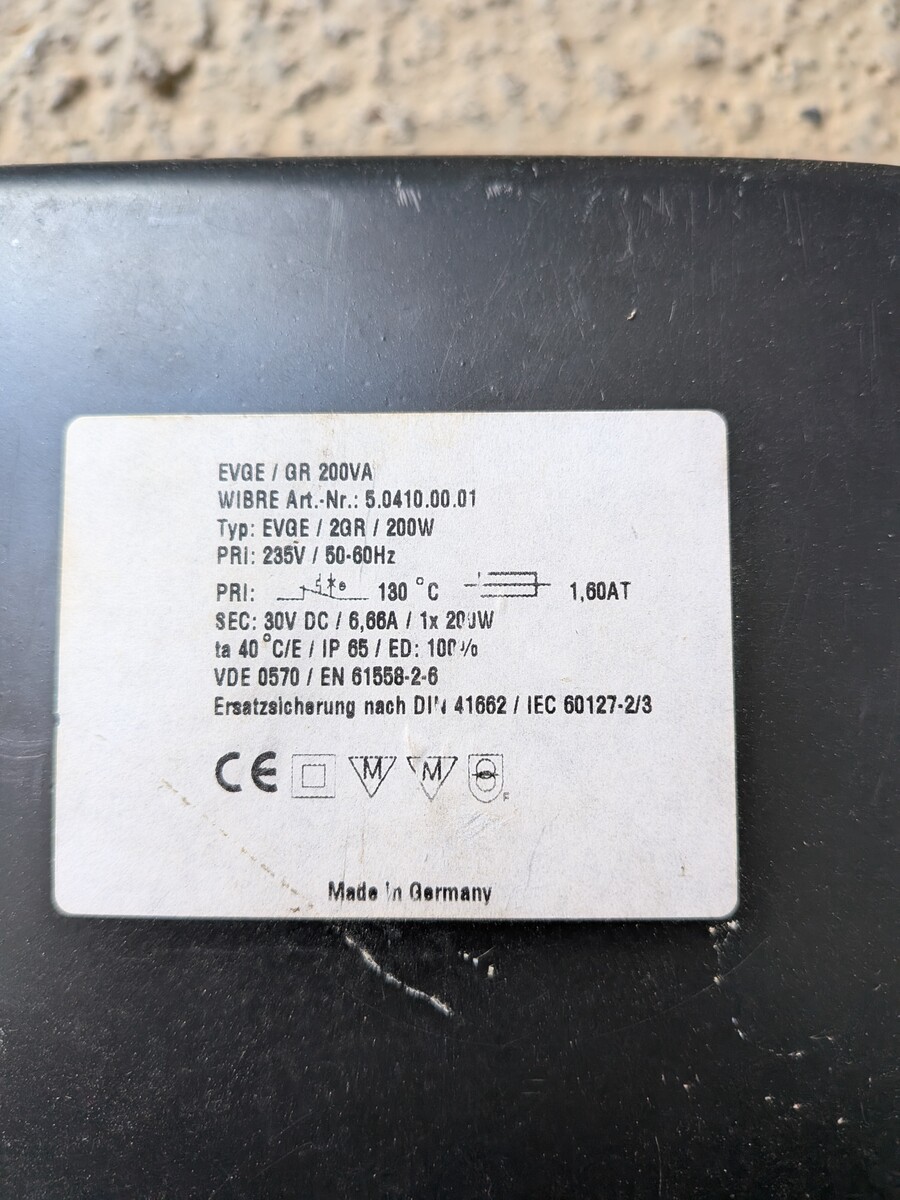 EVGE / GR 200VA
WIBRE Art.-Nr.: 5.0410.00.01
Typ: EVGE / 2GR / 200W
PRI: 235V / 50-60Hz
PRI: 130 °C 1,60AT
SEC: 30V DC / 6,66A / 1x 200W
ta 40 °C/E / IP 65 / ED: 100%
VDE 0570 / EN 61558-2-6
Ersatzsicherung nach DIN 41662 / IEC 60127-2/3
CE M M F
Made in Germany